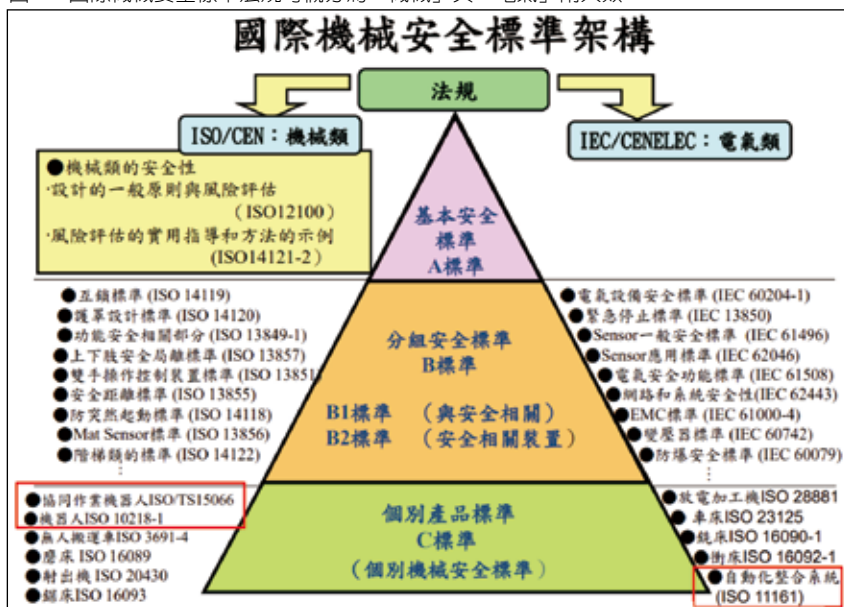 國際機械安全標準架構
法規
ISO/CEN：機械類
IEC/CENELEC：電氣類
●機械類的安全性
·設計的一般原則與風險評估
(ISO12100)
·風險評估的實用指導和方法的示例
(ISO14121-2)
基本安全
標準
A標準
●互鎖標準 (ISO 14119)
●護罩設計標準 (ISO 14120)
●功能安全相關部分 (ISO 13849-1)
●上下肢安全局離標準 (ISO 13857)
●雙手操作控制裝置標準 (ISO 13851)
●安全距離標準 (ISO 13855)
●防突然起動標準 (ISO 14118)
●Mat Sensor標準 (ISO 13856)
●階梯類的標準 (ISO 14122)
⋮
分組安全標準
B標準
B1標準 （與安全相關）
B2標準 （安全相關裝置）
●電氣設備安全標準 (IEC 60204-1)
●緊急停止標準 (IEC 13850)
●Sensor一般安全標準 (IEC 61496)
●Sensor應用標準 (IEC 62046)
●電氣安全功能標準 (IEC 61508)
●網路和系統安全性(IEC 62443)
●EMC標準 (IEC 61000-4)
●變壓器標準 (IEC 60742)
●防爆安全標準 (IEC 60079)
⋮
●協同作業機器人ISO/TS15066
●機器人ISO 10218-1
●無人搬運車ISO 3691-4
●磨床 ISO 16089
●射出機 ISO 20430
●鋸床ISO 16093
個別產品標準
C標準
（個別機械安全標準）
●放電加工機ISO 28881
●車床ISO 23125
●銑床ISO 16090-1
●衝床ISO 16092-1
●自動化整合系統
(ISO 11161)